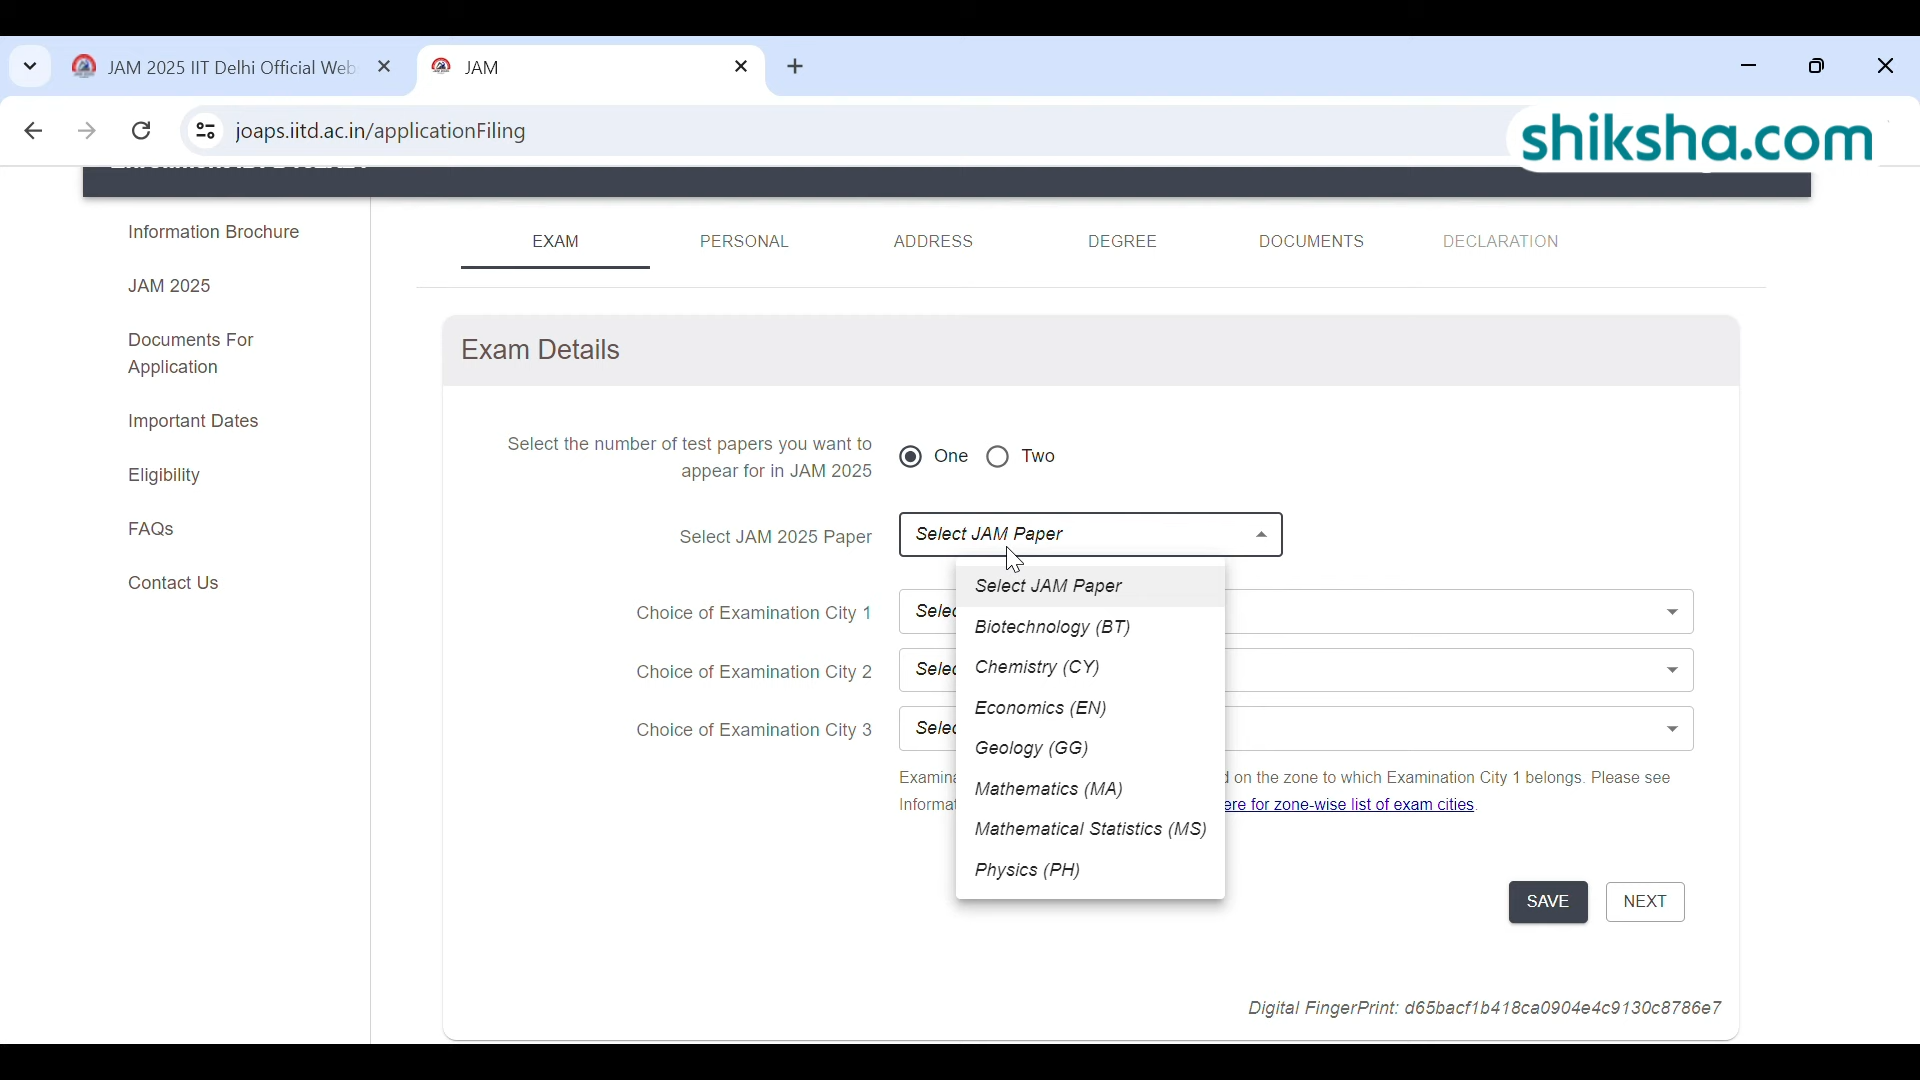 JAM 2025 IIT Delhi Official Web
JAM
joaps.iitd.ac.in/applicationFiling
shiksha.com
Information Brochure
JAM 2025
Documents For
Application
Important Dates
Eligibility
FAQs
Contact Us
EXAM PERSONAL ADDRESS DEGREE DOCUMENTS DECLARATION
Exam Details
Select the number of test papers you want to
appear for in JAM 2025
One Two
Select JAM 2025 Paper Select JAM Paper
Select JAM Paper
Biotechnology (BT)
Chemistry (CY)
Economics (EN)
Geology (GG)
Mathematics (MA)
Mathematical Statistics (MS)
Physics (PH)
Choice of Examination City 1
Choice of Examination City 2
Choice of Examination City 3
on the zone to which Examination City 1 belongs. Please see
for zone-wise list of exam cities.
SAVE NEXT
Digital FingerPrint: d65bacf1b418ca0904e4c9130c8786e7